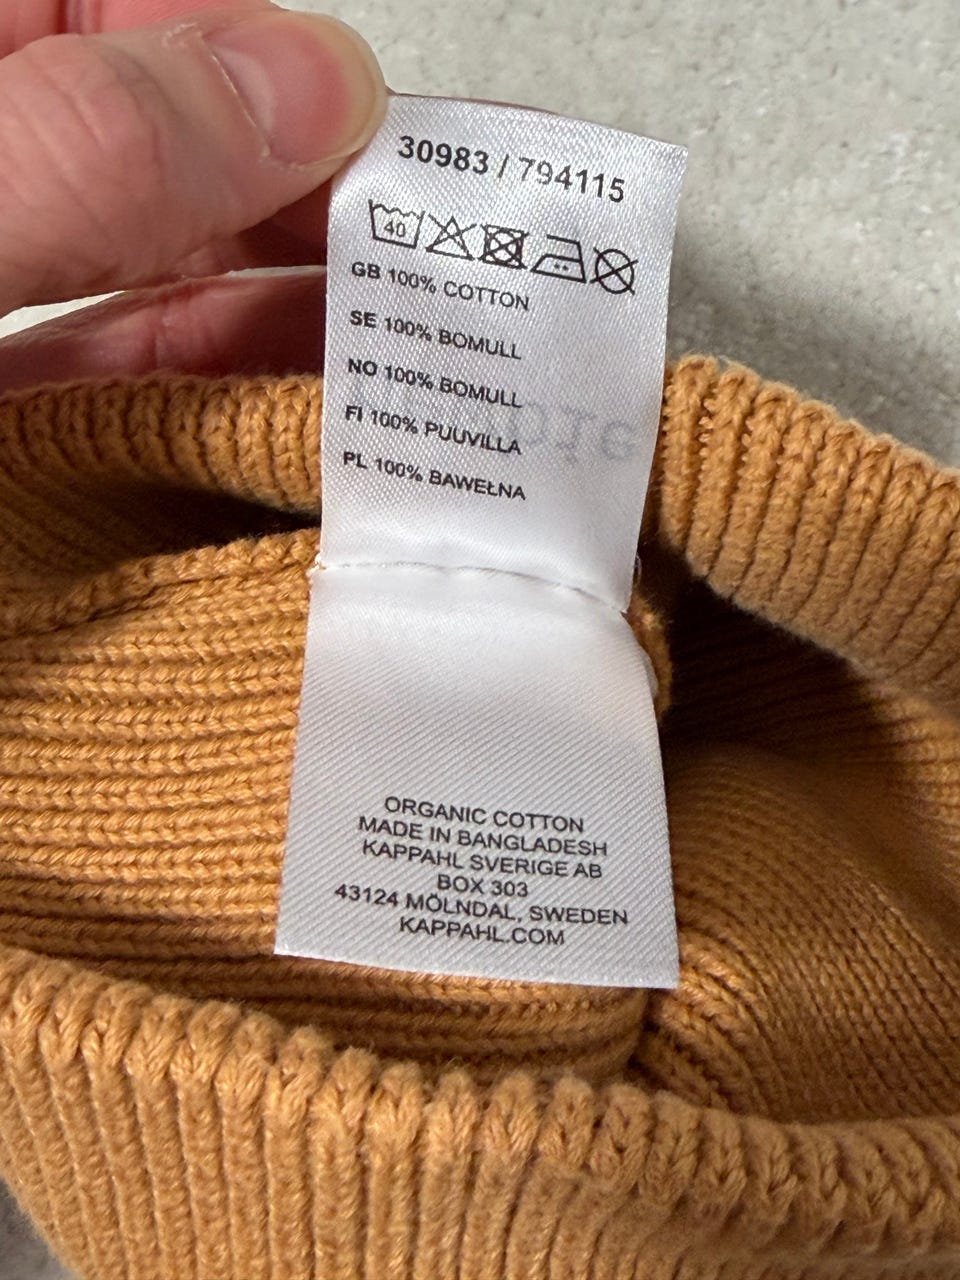 30983 / 794115
40
GB 100% COTTON
SE 100% BOMULL
NO 100% BOMULL
FI 100% PUUVILLA
PL 100% BAWEŁNA
ORGANIC COTTON
MADE IN BANGLADESH
KAPPAHL SVERIGE AB
BOX 303
43124 MÖLNDAL, SWEDEN
KAPPAHL.COM